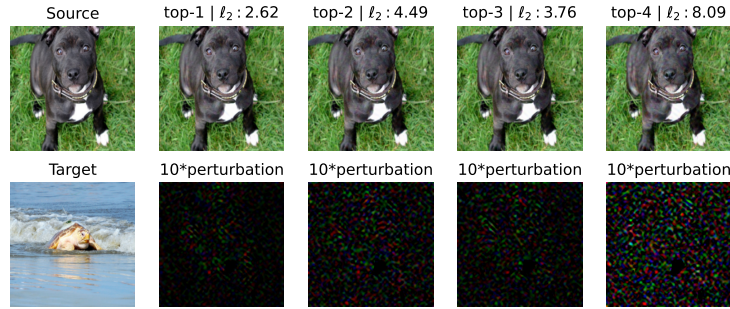 Source
top-1 | ℓ₂ : 2.62
top-2 | ℓ₂ : 4.49
top-3 | ℓ₂ : 3.76
top-4 | ℓ₂ : 8.09
Target
10*perturbation
10*perturbation
10*perturbation
10*perturbation